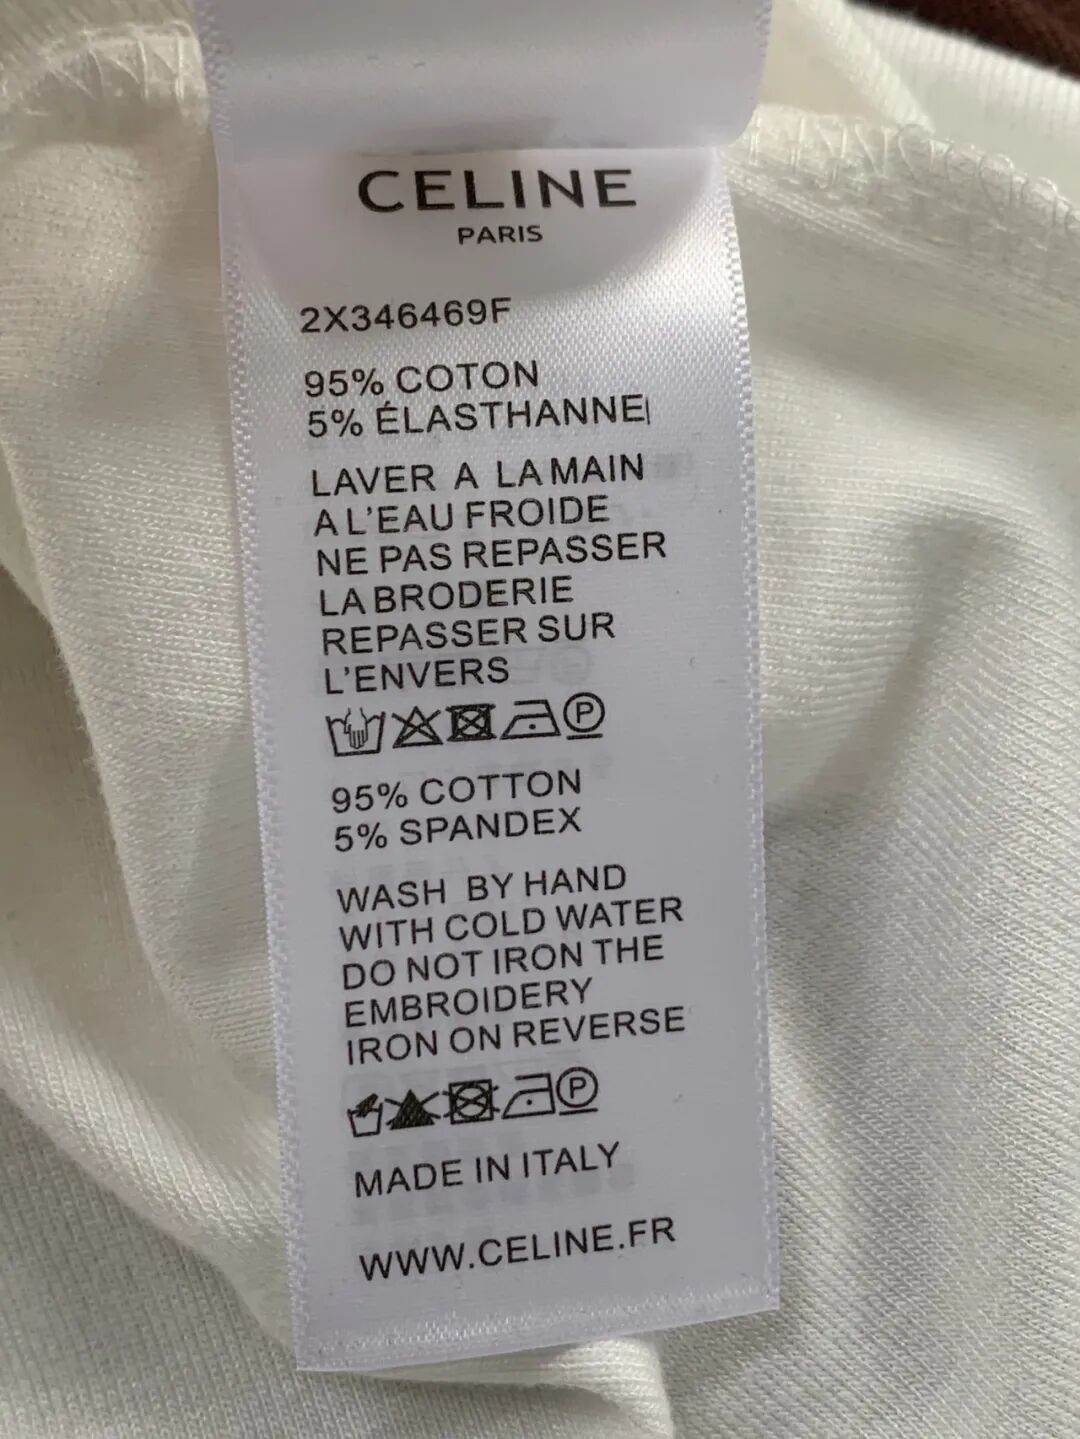 CELINE
PARIS
2X346469F
95% COTON
5% ÉLASTHANNE
LAVER A LA MAIN
A L'EAU FROIDE
NE PAS REPASSER
LA BRODERIE
REPASSER SUR
L'ENVERS
P
95% COTTON
5% SPANDEX
WASH BY HAND
WITH COLD WATER
DO NOT IRON THE
EMBROIDERY
IRON ON REVERSE
P
MADE IN ITALY
WWW.CELINE.FR